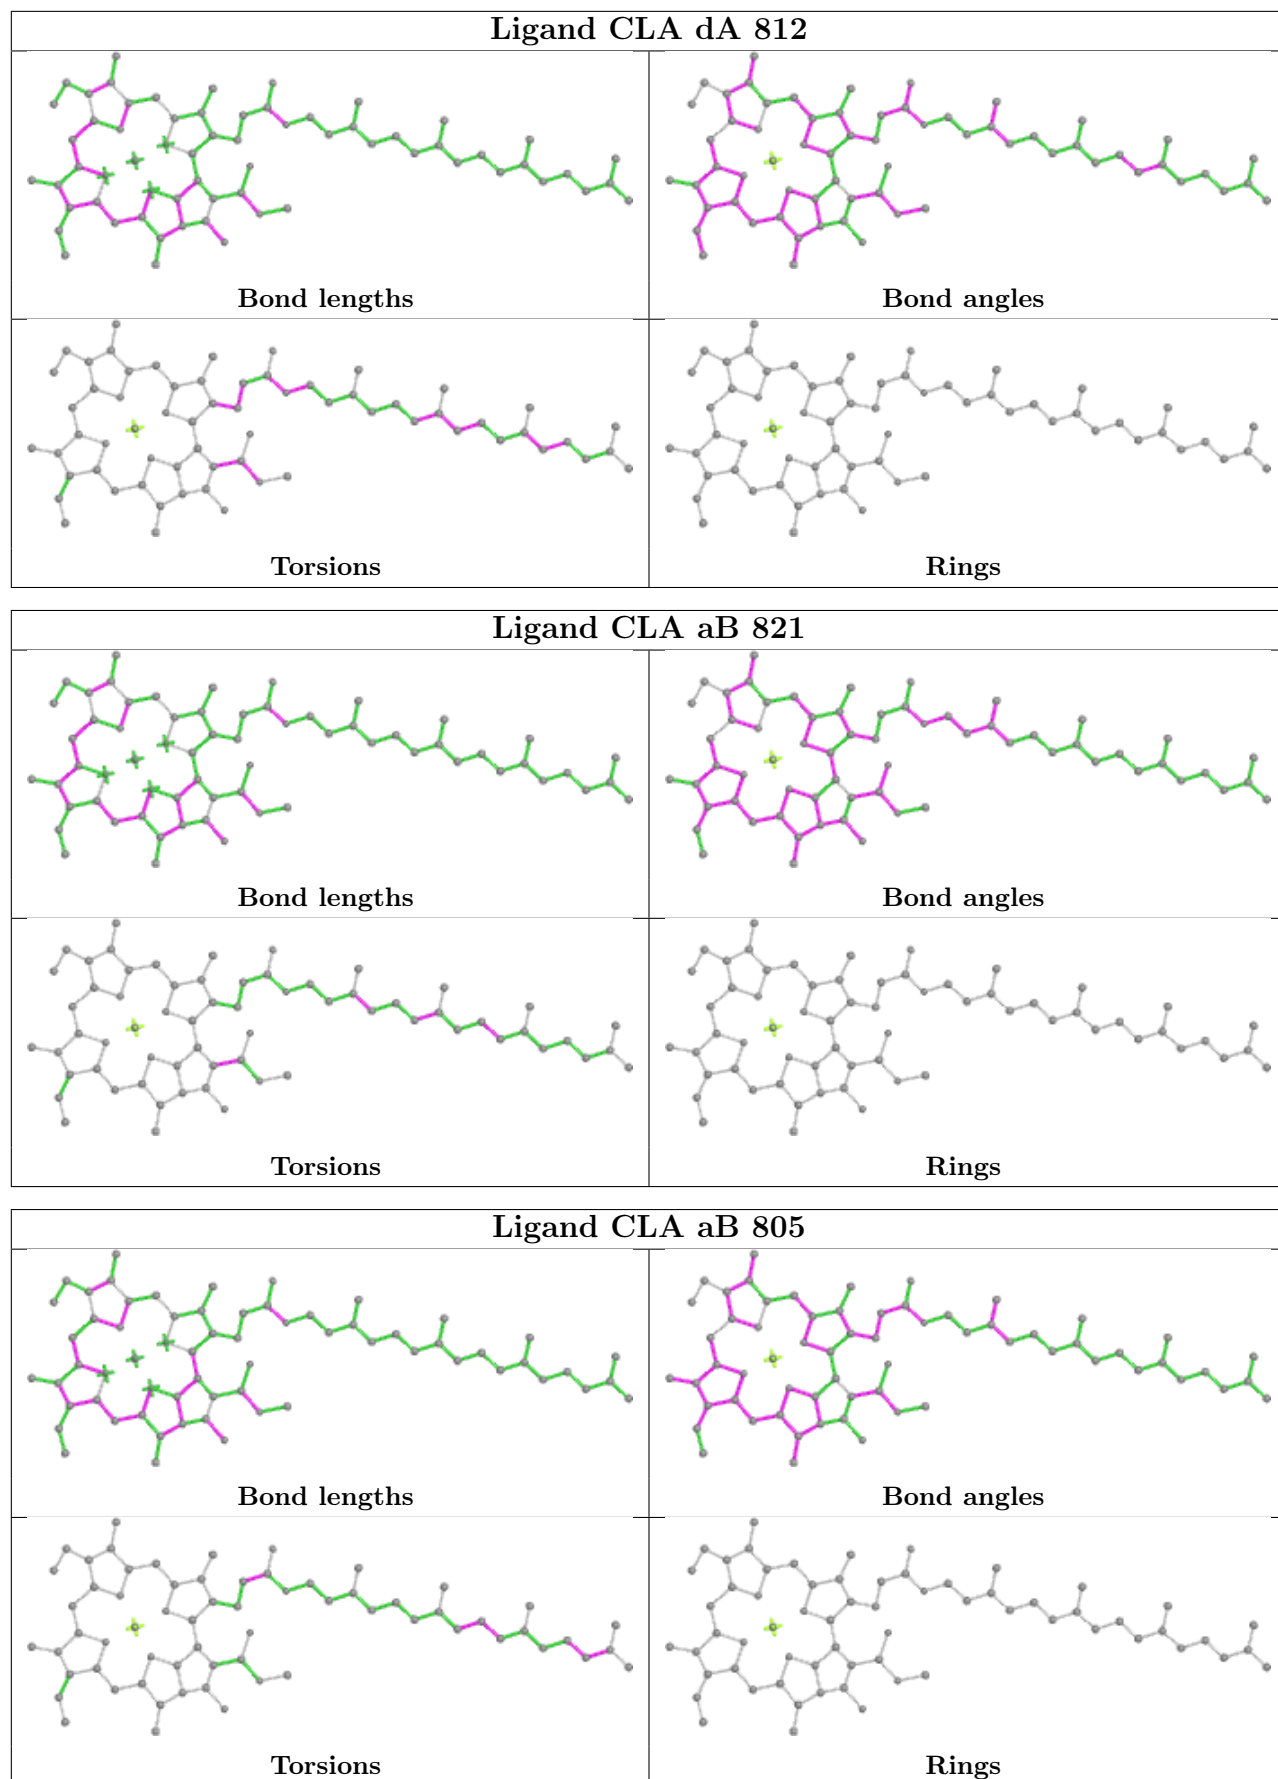 Ligand CLA dA 812
Bond lengths
Bond angles
Torsions
Rings
Ligand CLA aB 821
Bond lengths
Bond angles
Torsions
Rings
Ligand CLA aB 805
Bond lengths
Bond angles
Torsions
Rings